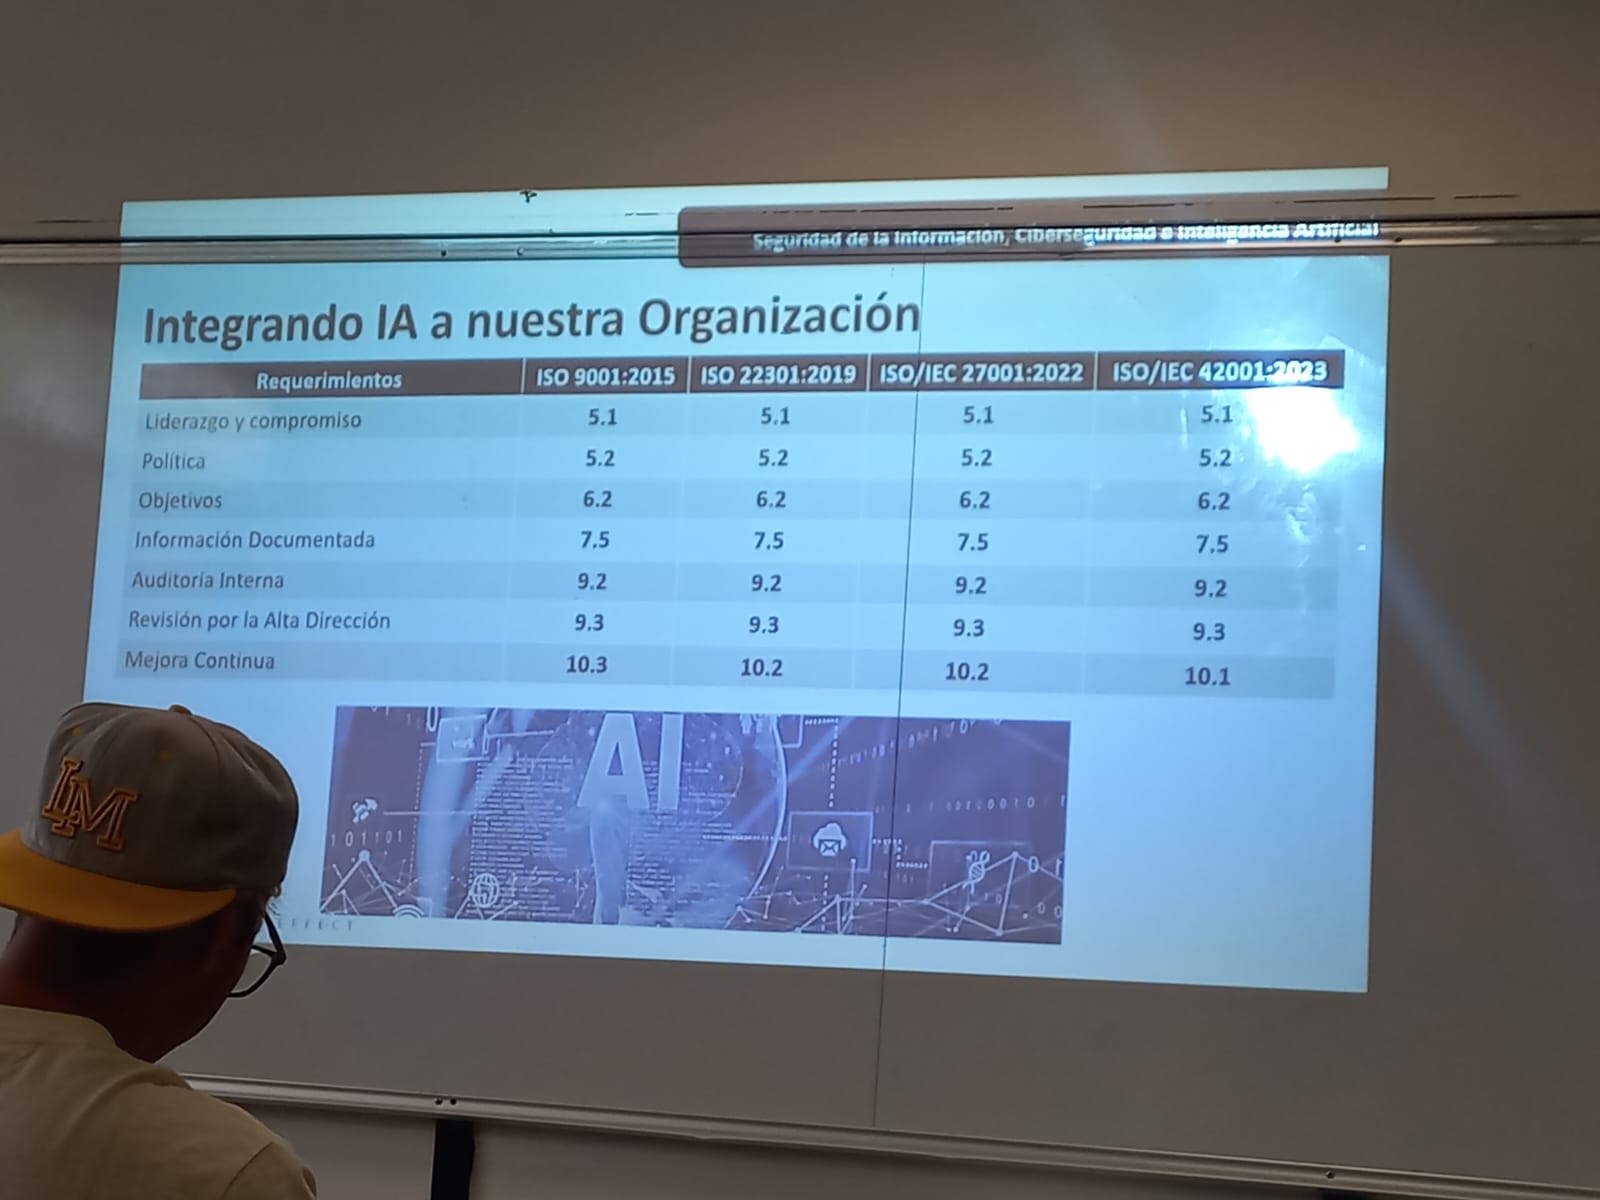 Seguridad de la Información, Ciberseguridad e Inteligencia Artificial
Integrando IA a nuestra Organización
Requerimientos ISO 9001:2015 ISO 22301:2019 ISO/IEC 27001:2022 ISO/IEC 42001:2023
Liderazgo y compromiso 5.1 5.1 5.1 5.1
Política 5.2 5.2 5.2 5.2
Objetivos 6.2 6.2 6.2 6.2
Información Documentada 7.5 7.5 7.5 7.5
Auditoría Interna 9.2 9.2 9.2 9.2
Revisión por la Alta Dirección 9.3 9.3 9.3 9.3
Mejora Continua 10.3 10.2 10.2 10.1
AI
101101
LM
EFFECT